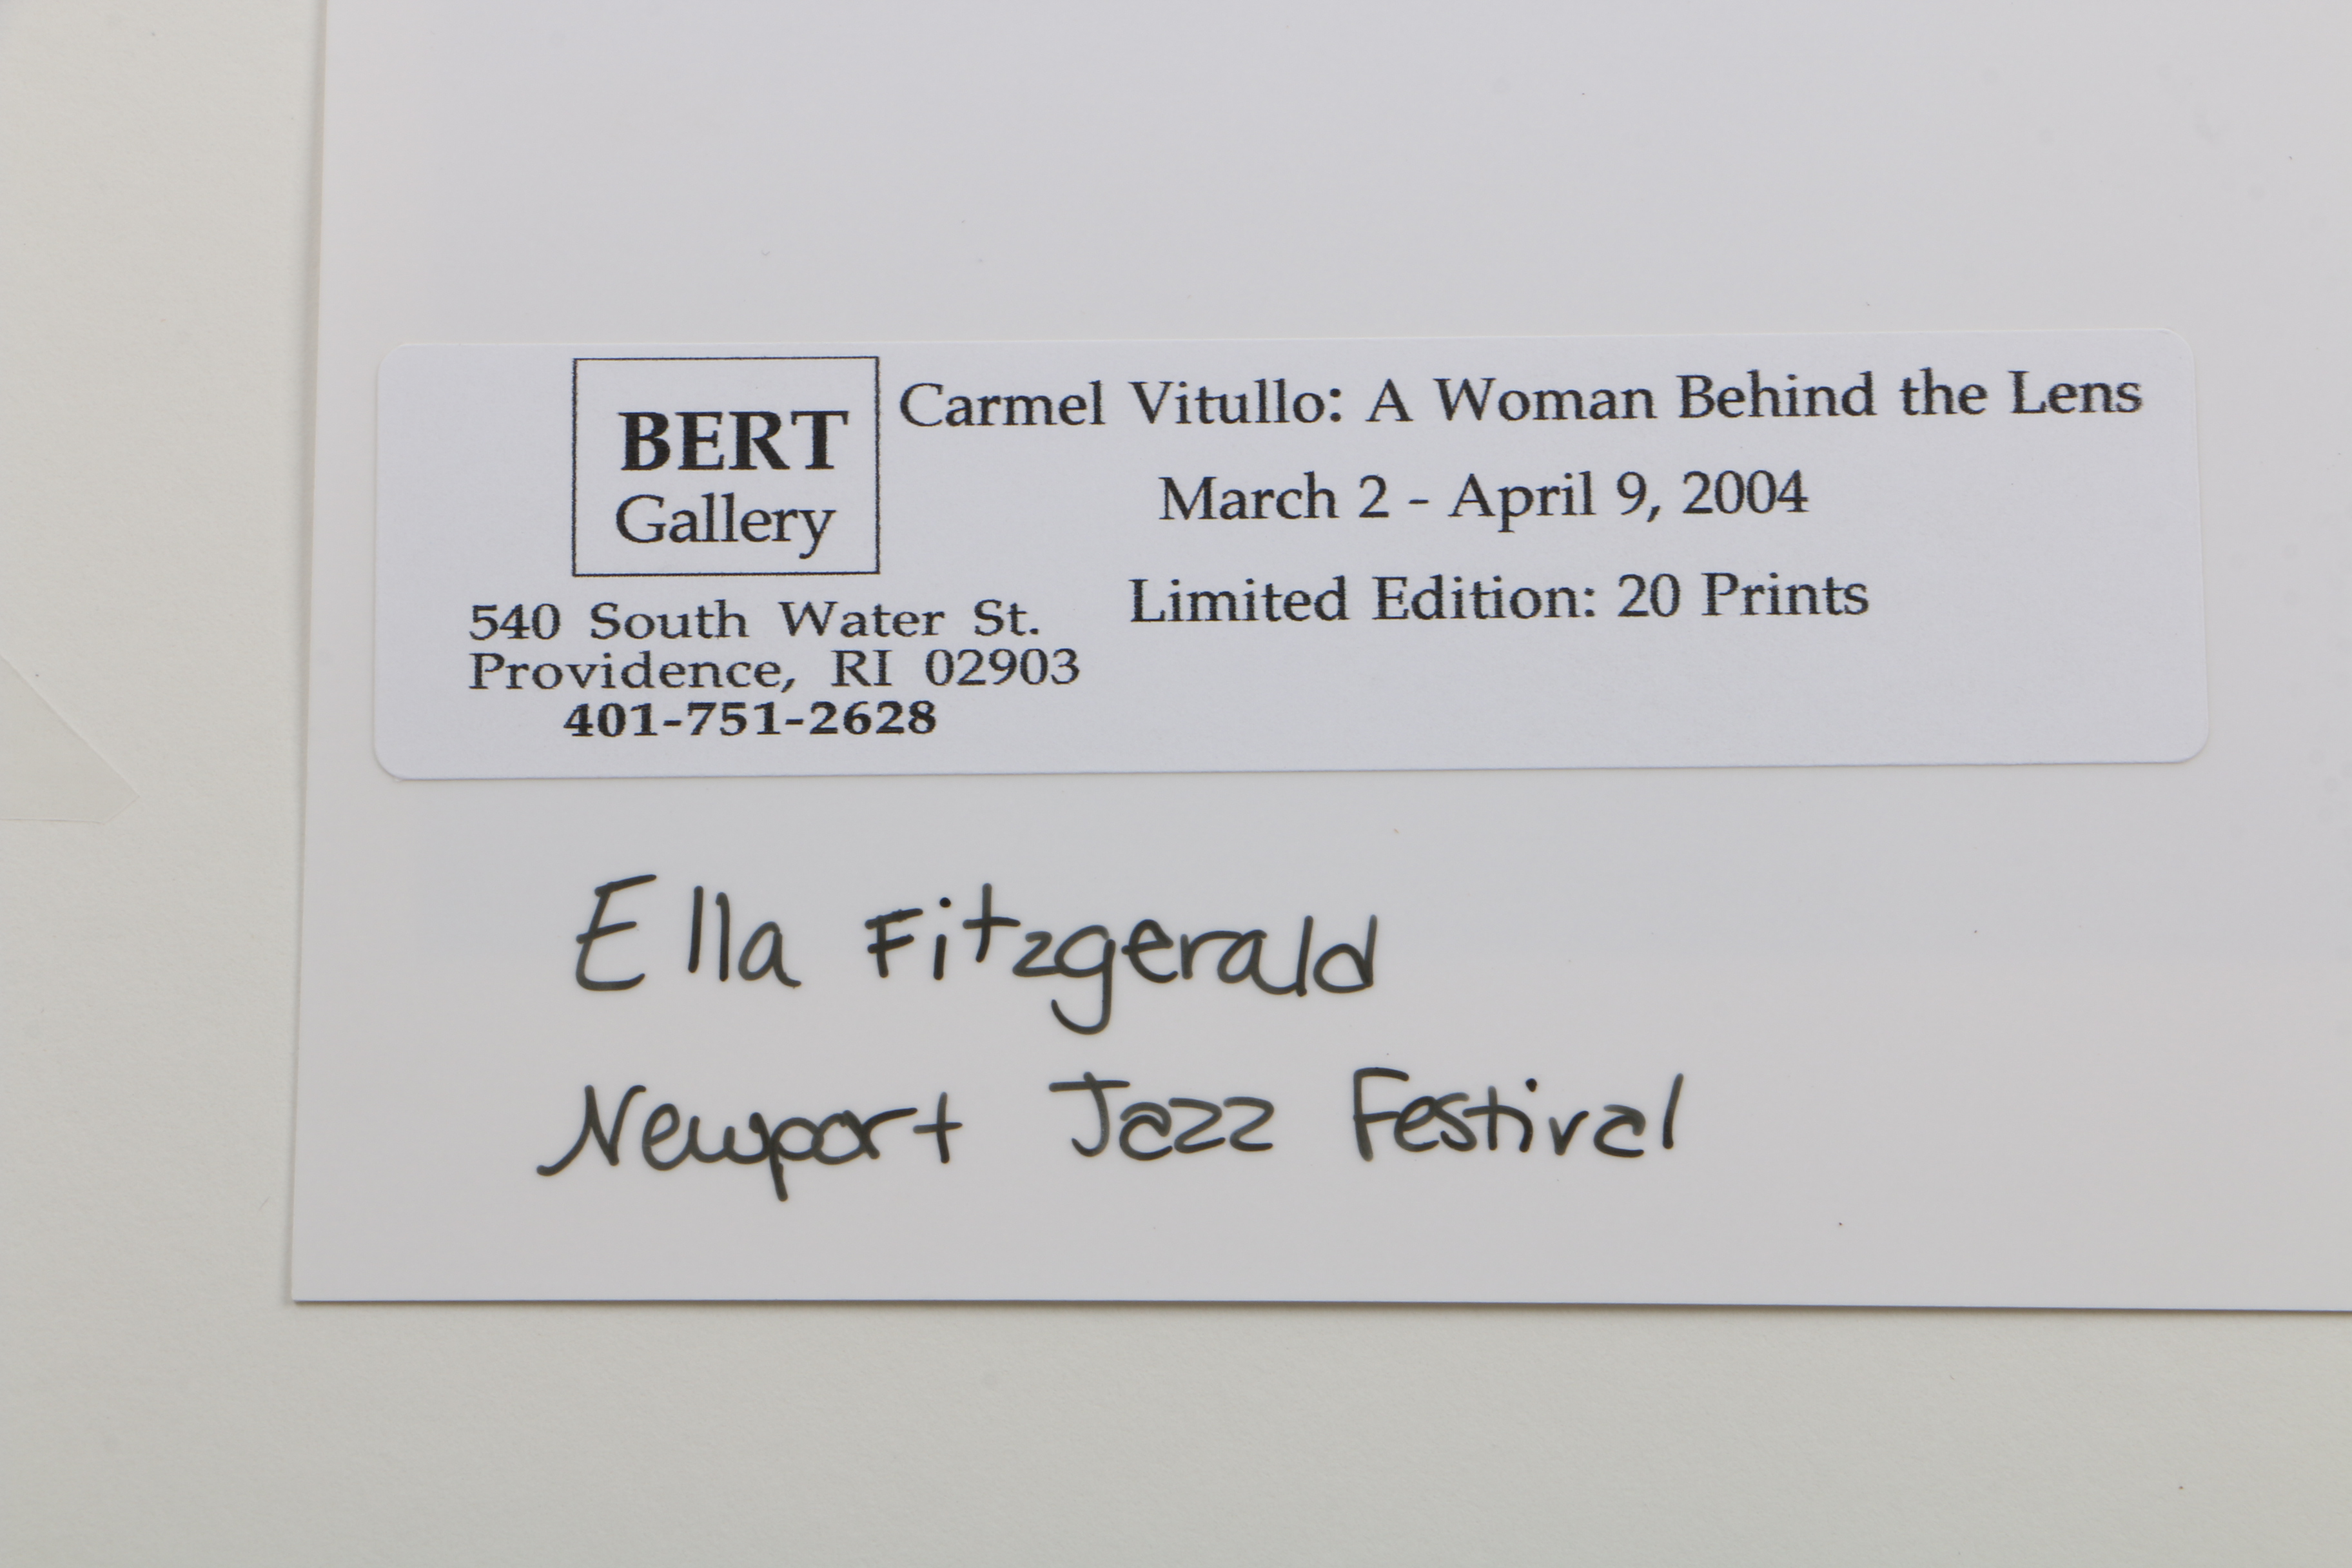 BERT
Gallery
540 South Water St.
Providence, RI 02903
401-751-2628
Carmel Vitullo: A Woman Behind the Lens
March 2 - April 9, 2004
Limited Edition: 20 Prints
Ella Fitzgerald
Newport Jazz Festival